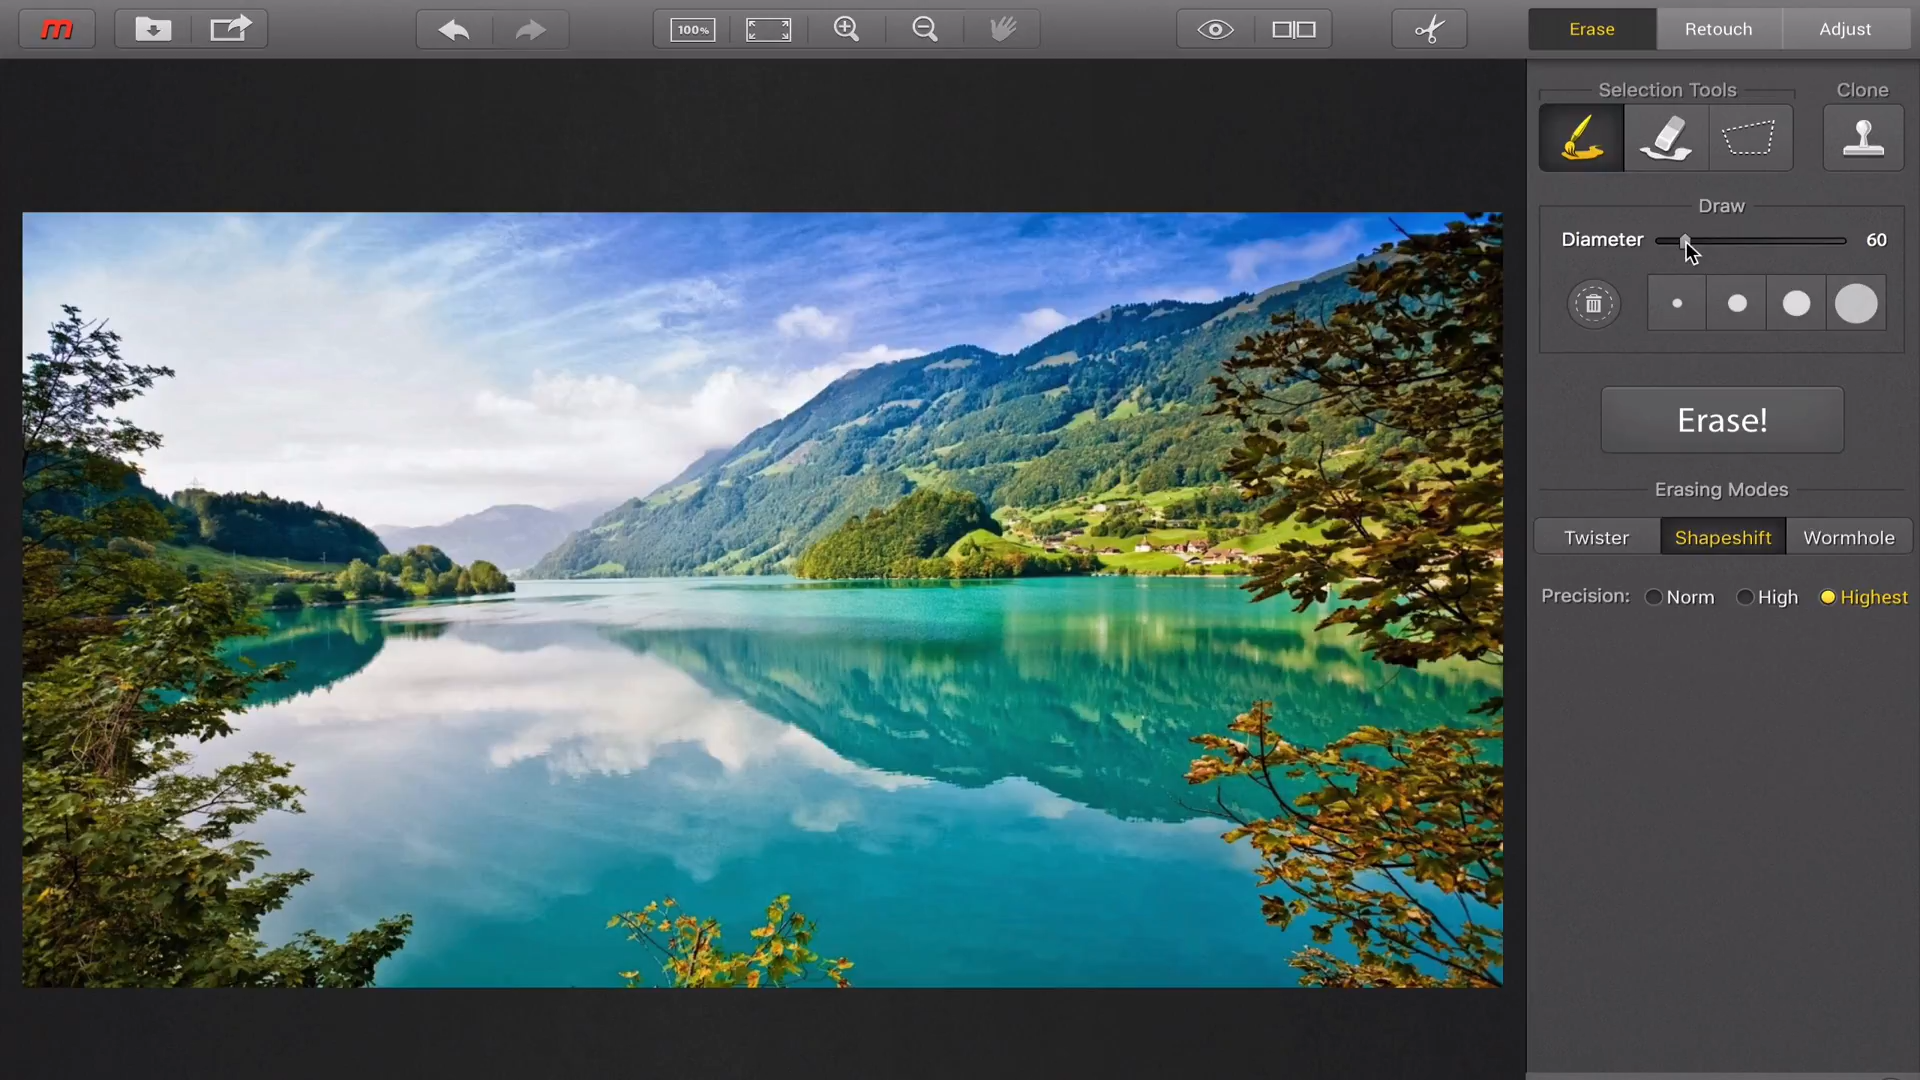 m
100%
Erase Retouch Adjust
Selection Tools Clone
Draw
Diameter 60
Erase!
Erasing Modes
Twister Shapeshift Wormhole
Precision: Norm High Highest